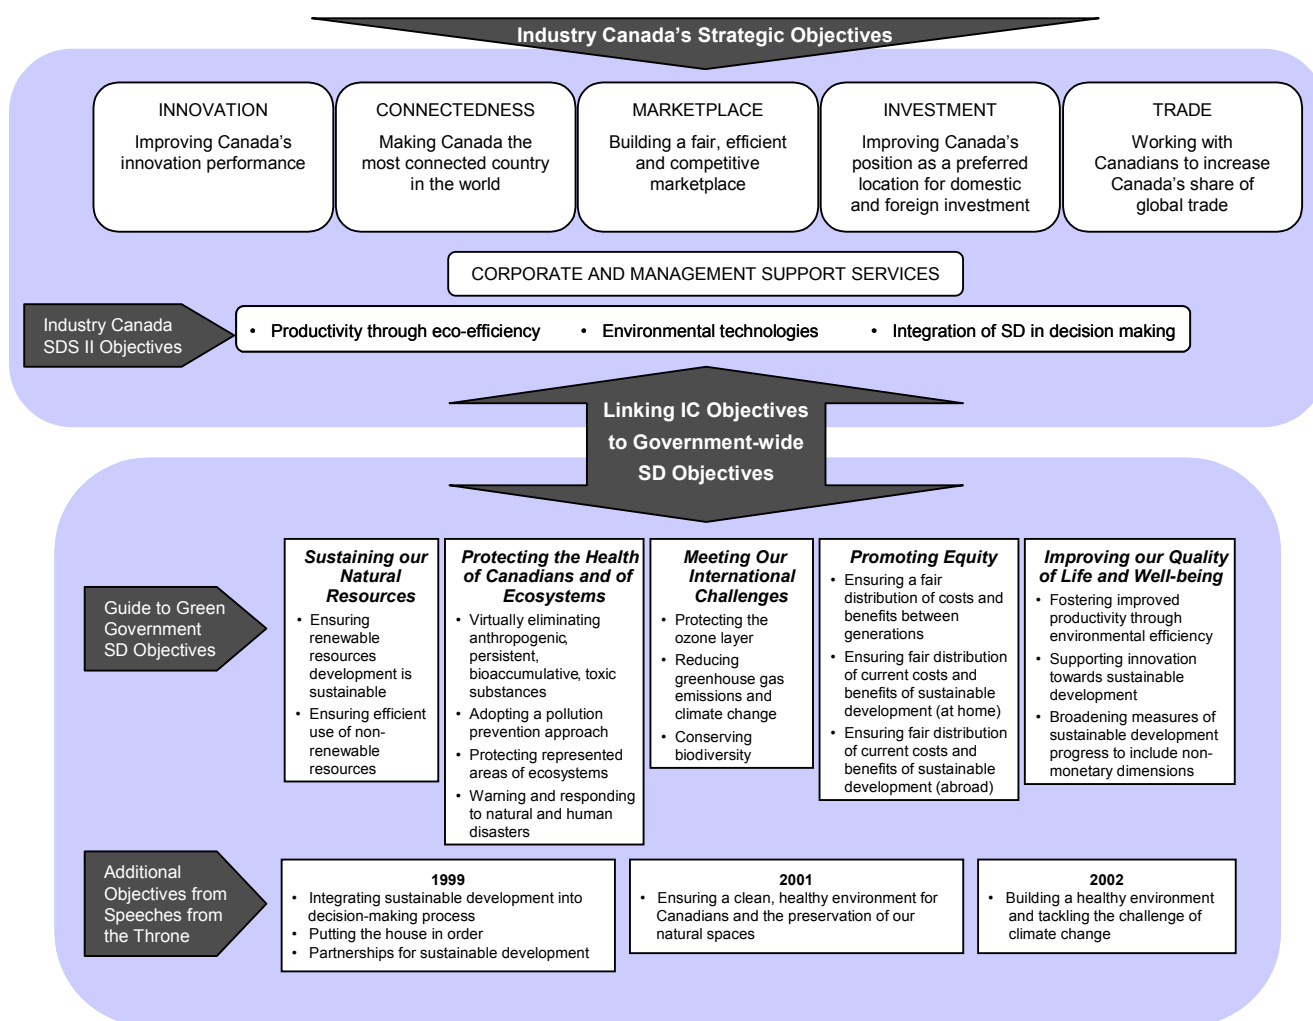 Industry Canada's Strategic Objectives
INNOVATION
Improving Canada's
innovation performance
CONNECTEDNESS
Making Canada the
most connected country
in the world
MARKETPLACE
Building a fair, efficient
and competitive
marketplace
INVESTMENT
Improving Canada's
position as a preferred
location for domestic
and foreign investment
TRADE
Working with
Canadians to increase
Canada's share of
global trade
CORPORATE AND MANAGEMENT SUPPORT SERVICES
Industry Canada
SDS II Objectives
• Productivity through eco-efficiency • Environmental technologies • Integration of SD in decision making
Linking IC Objectives
to Government-wide
SD Objectives
Guide to Green
Government
SD Objectives
Sustaining our
Natural
Resources
• Ensuring
renewable
resources
development is
sustainable
• Ensuring efficient
use of non-
renewable
resources
Protecting the Health
of Canadians and of
Ecosystems
• Virtually eliminating
anthropogenic,
persistent,
bioaccumulative, toxic
substances
• Adopting a pollution
prevention approach
• Protecting represented
areas of ecosystems
• Warning and responding
to natural and human
disasters
Meeting Our
International
Challenges
• Protecting the
ozone layer
• Reducing
greenhouse gas
emissions and
climate change
• Conserving
biodiversity
Promoting Equity
• Ensuring a fair
distribution of costs and
benefits between
generations
• Ensuring fair distribution
of current costs and
benefits of sustainable
development (at home)
• Ensuring fair distribution
of current costs and
benefits of sustainable
development (abroad)
Improving our Quality
of Life and Well-being
• Fostering improved
productivity through
environmental efficiency
• Supporting innovation
towards sustainable
development
• Broadening measures of
sustainable development
progress to include non-
monetary dimensions
Additional
Objectives from
Speeches from
the Throne
1999
• Integrating sustainable development into
decision-making process
• Putting the house in order
• Partnerships for sustainable development
2001
• Ensuring a clean, healthy environment for
Canadians and the preservation of our
natural spaces
2002
• Building a healthy environment
and tackling the challenge of
climate change